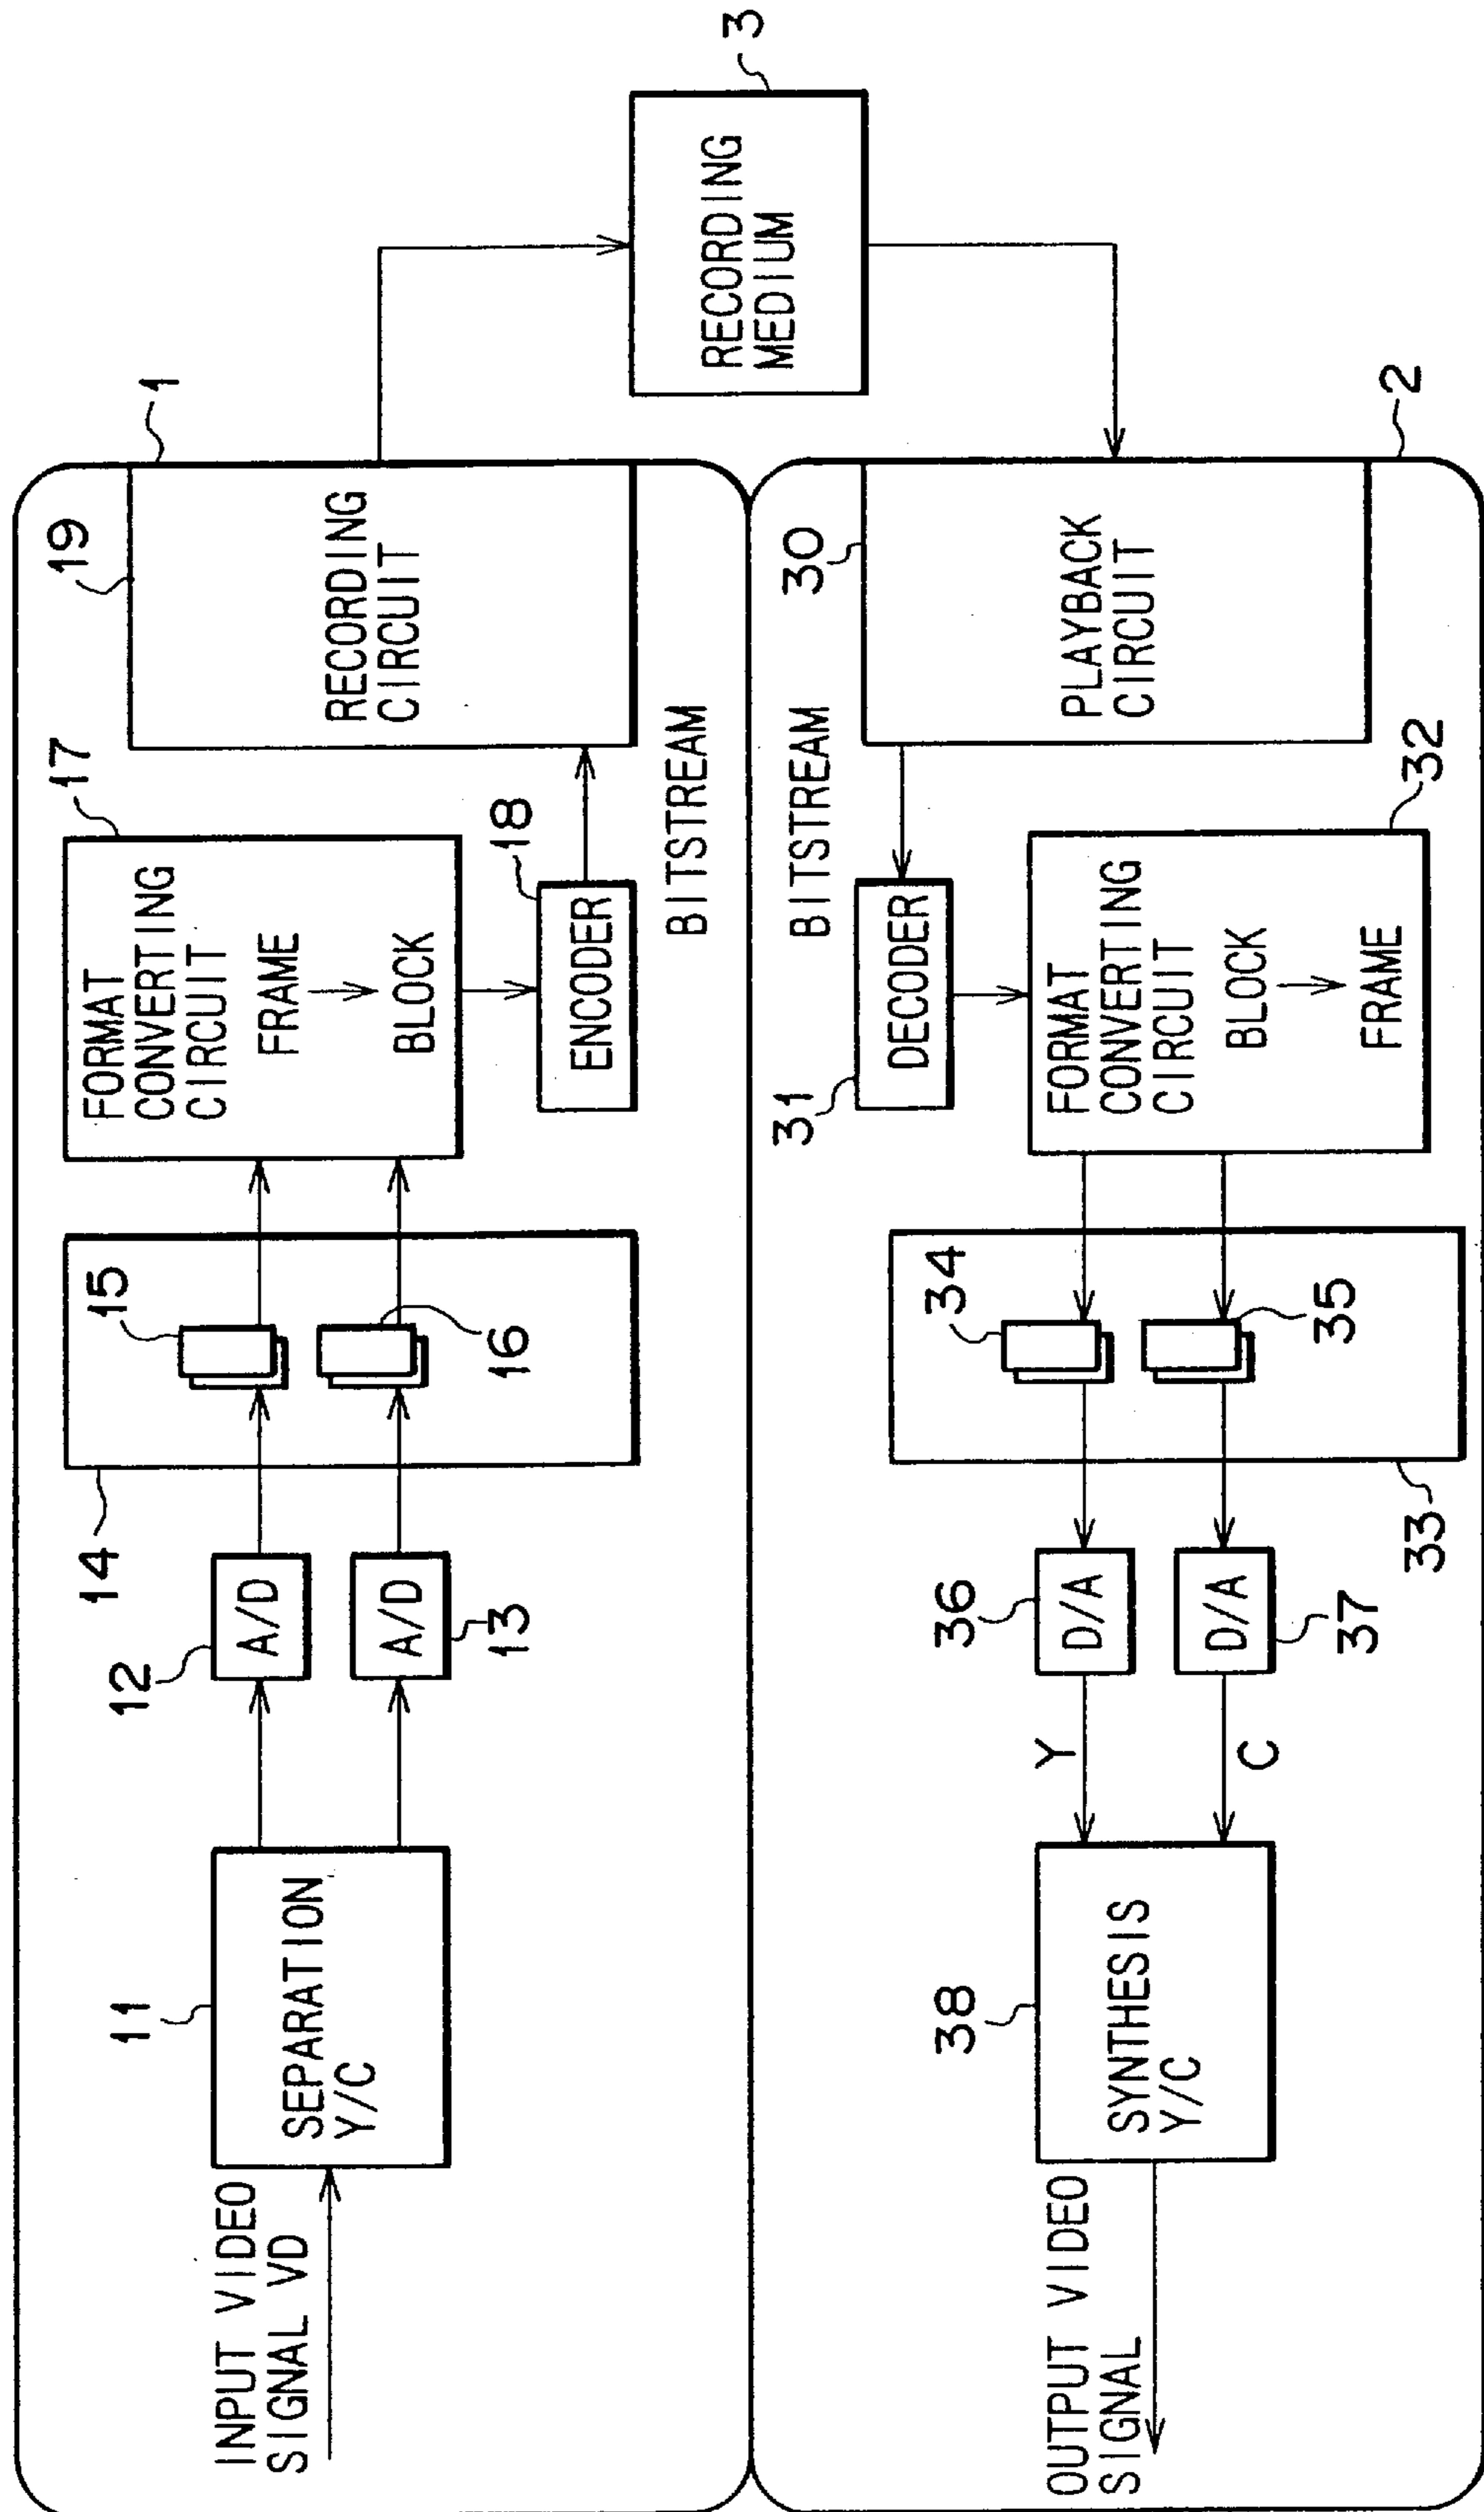 1
19
RECORDING
CIRCUIT
17
FORMAT
CONVERTING
CIRCUIT
FRAME
BLOCK
18
ENCODER
BITSTREAM
15
16
14
12
A/D
A/D
13
11
SEPARATION
Y/C
INPUT VIDEO
SIGNAL VD
3
RECORDING
MEDIUM
2
30
PLAYBACK
CIRCUIT
BITSTREAM
31
DECODER
32
FORMAT
CONVERTING
CIRCUIT
BLOCK
FRAME
34
35
33
36
D/A
D/A
37
Y
C
38
SYNTHESIS
Y/C
OUTPUT VIDEO
SIGNAL